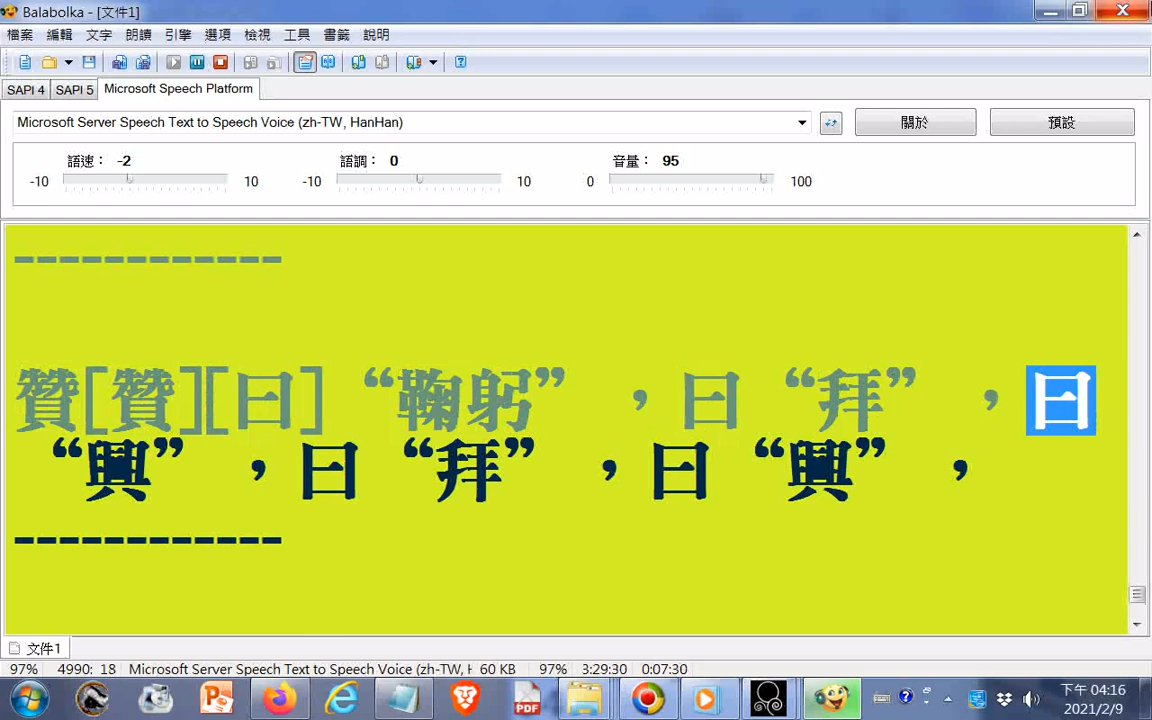 Balabolka - [文件1]
檔案 編輯 文字 朗讀 引擎 選項 檢視 工具 書籤 說明
SAPI 4 SAPI 5 Microsoft Speech Platform
Microsoft Server Speech Text to Speech Voice (zh-TW, HanHan) 關於 預設
語速： -2 語調： 0 音量： 95
-10 10 -10 10 0 100
------------
贊[贊][曰]“鞠躬”，曰“拜”，曰
“興”，曰“拜”，曰“興”，
------------
文件1
97% 4990: 18 Microsoft Server Speech Text to Speech Voice (zh-TW, H 60 KB 97% 3:29:30 0:07:30
PDF
下午 04:16
2021/2/9